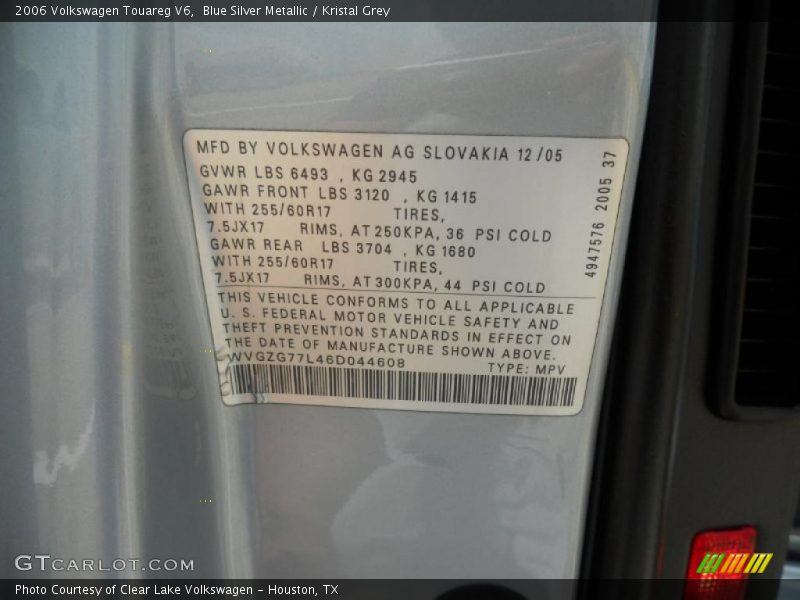 2006 Volkswagen Touareg V6,  Blue Silver Metallic / Kristal Grey
MFD BY VOLKSWAGEN AG SLOVAKIA 12/05
GVWR LBS 6493 , KG 2945
GAWR FRONT LBS 3120 , KG 1415
WITH 255/60R17 TIRES,
7.5JX17 RIMS, AT 250KPA, 36 PSI COLD
GAWR REAR LBS 3704 , KG 1680
WITH 255/60R17 TIRES,
7.5JX17 RIMS, AT 300KPA, 44 PSI COLD
4947576 2005 37
THIS VEHICLE CONFORMS TO ALL APPLICABLE
U. S. FEDERAL MOTOR VEHICLE SAFETY AND
THEFT PREVENTION STANDARDS IN EFFECT ON
THE DATE OF MANUFACTURE SHOWN ABOVE.
WVGZG77L46D044608 TYPE: MPV
GTcarlot.com
Photo Courtesy of Clear Lake Volkswagen - Houston, TX